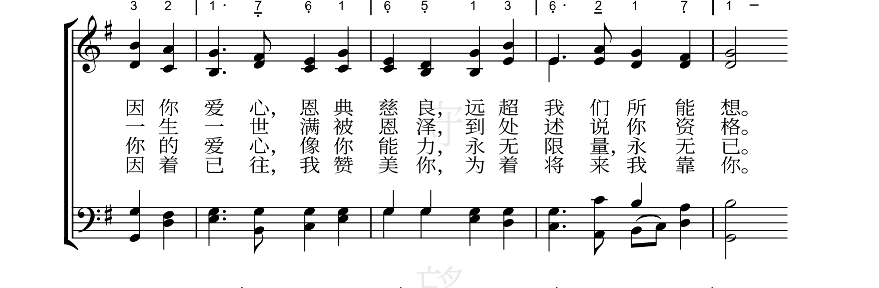 3 2 | 1· 7̣ 6̣ 1 | 6̣ 5̣ 1 3 | 6̣· 2 1 7̣ | 1 –
因你爱心，恩典慈良，远超我们所能想。
一生一世满被恩泽，到处述说你资格。
你的爱心，像你能力，永无限量，永无已。
因着已往，我赞美你，为着将来我靠你。